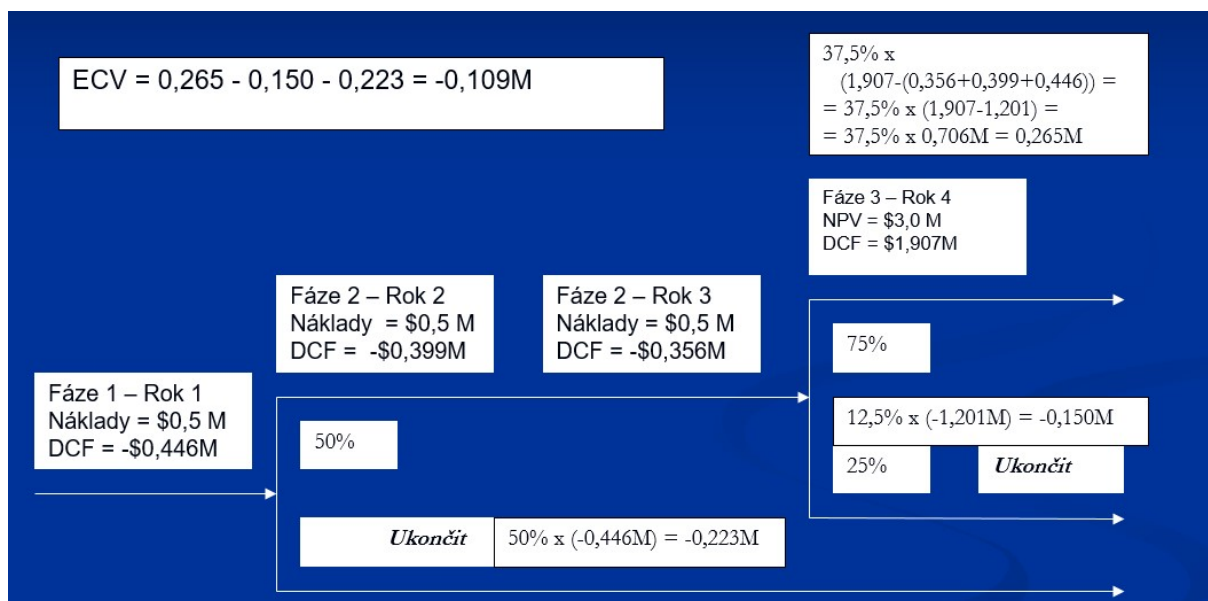 ECV = 0,265 - 0,150 - 0,223 = -0,109M
37,5% x
(1,907-(0,356+0,399+0,446)) =
= 37,5% x (1,907-1,201) =
= 37,5% x 0,706M = 0,265M
Fáze 3 – Rok 4
NPV = $3,0 M
DCF = $1,907M
Fáze 2 – Rok 2
Náklady = $0,5 M
DCF = -$0,399M
Fáze 2 – Rok 3
Náklady = $0,5 M
DCF = -$0,356M
75%
Fáze 1 – Rok 1
Náklady = $0,5 M
DCF = -$0,446M
50%
12,5% x (-1,201M) = -0,150M
25%
Ukončit
Ukončit
50% x (-0,446M) = -0,223M